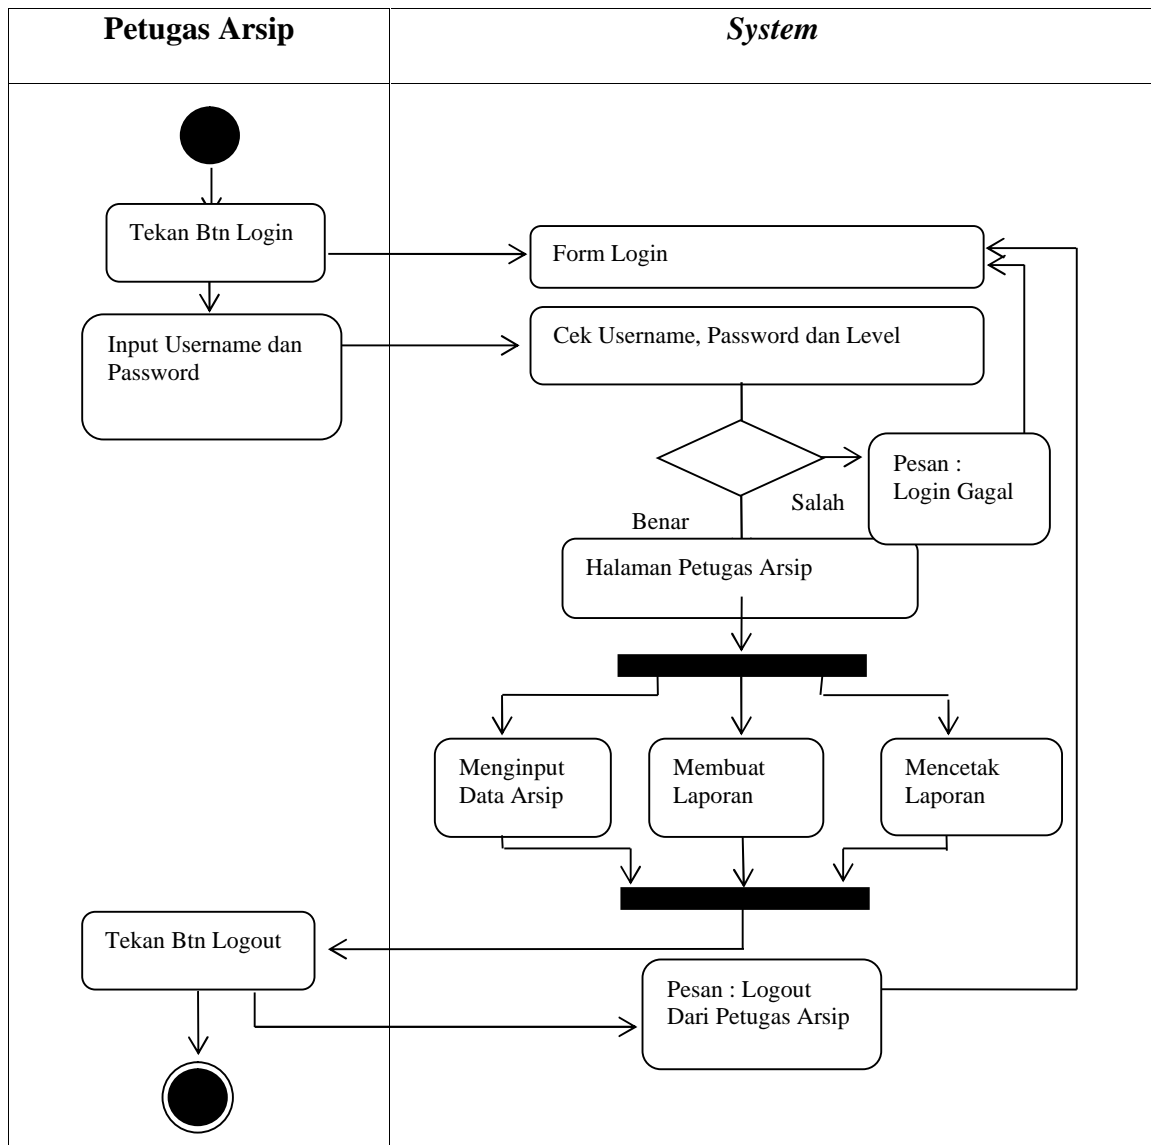 Petugas Arsip
System
Tekan Btn Login
Form Login
Input Username dan
Password
Cek Username, Password dan Level
Pesan :
Login Gagal
Salah
Benar
Halaman Petugas Arsip
Menginput
Data Arsip
Membuat
Laporan
Mencetak
Laporan
Tekan Btn Logout
Pesan : Logout
Dari Petugas Arsip